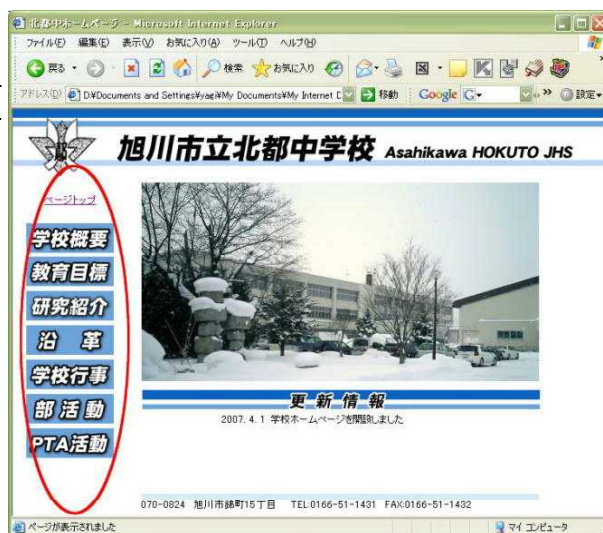 北都中ホームページ - Microsoft Internet Explorer
ファイル(F) 編集(E) 表示(V) お気に入り(A) ツール(T) ヘルプ(H)
戻る 検索 お気に入り
アドレス(D) D:¥Documents and Settings¥yagi¥My Documents¥My Internet 移動 Google G 設定
都
旭川市立北都中学校 Asahikawa HOKUTO JHS
ページトップ
学校概要
教育目標
研究紹介
沿 革
学校行事
部活動
PTA活動
更新情報
2007. 4. 1 学校ホームページを開設しました
070-0824 旭川市錦町15丁目 TEL:0166-51-1431 FAX:0166-51-1432
ページが表示されました マイ コンピュータ